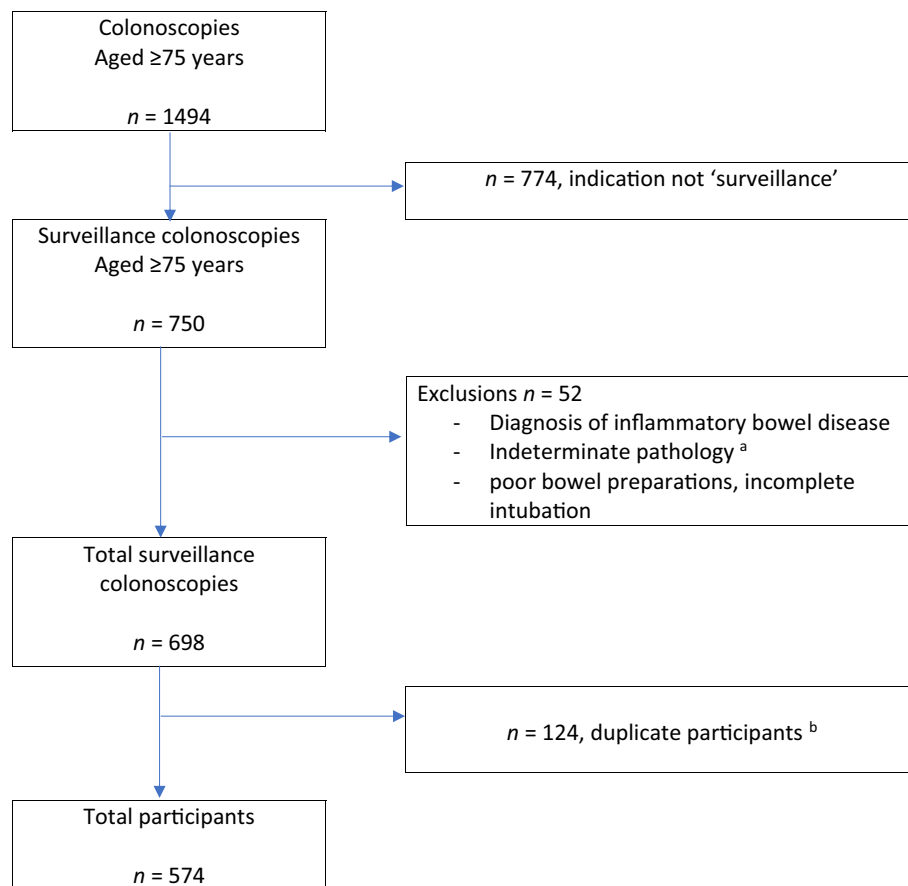 Colonoscopies
Aged ≥75 years
n = 1494
n = 774, indication not ‘surveillance’
Surveillance colonoscopies
Aged ≥75 years
n = 750
Exclusions n = 52
- Diagnosis of inflammatory bowel disease
- Indeterminate pathology a
- poor bowel preparations, incomplete
intubation
Total surveillance
colonoscopies
n = 698
n = 124, duplicate participants b
Total participants
n = 574